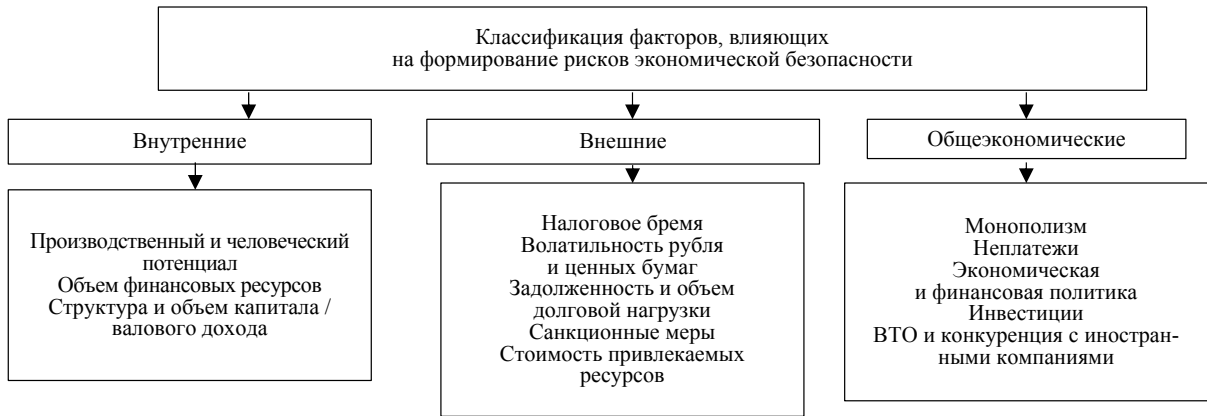 Классификация факторов, влияющих
на формирование рисков экономической безопасности
Внутренние
Внешние
Общеэкономические
Производственный и человеческий
потенциал
Объем финансовых ресурсов
Структура и объем капитала /
валового дохода
Налоговое бремя
Волатильность рубля
и ценных бумаг
Задолженность и объем
долговой нагрузки
Санкционные меры
Стоимость привлекаемых
ресурсов
Монополизм
Неплатежи
Экономическая
и финансовая политика
Инвестиции
ВТО и конкуренция с иностран-
ными компаниями